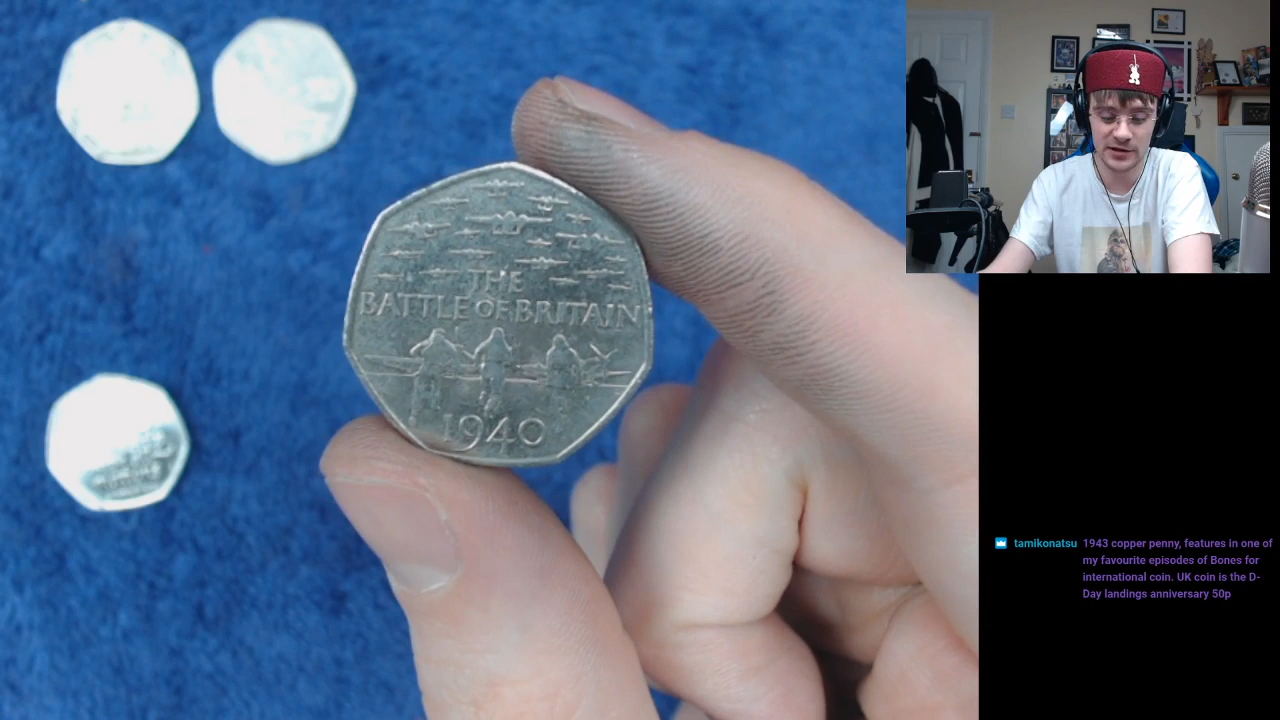 THE
BATTLE OF BRITAIN
1940
tamikonatsu 1943 copper penny, features in one of
my favourite episodes of Bones for
international coin. UK coin is the D-
Day landings anniversary 50p